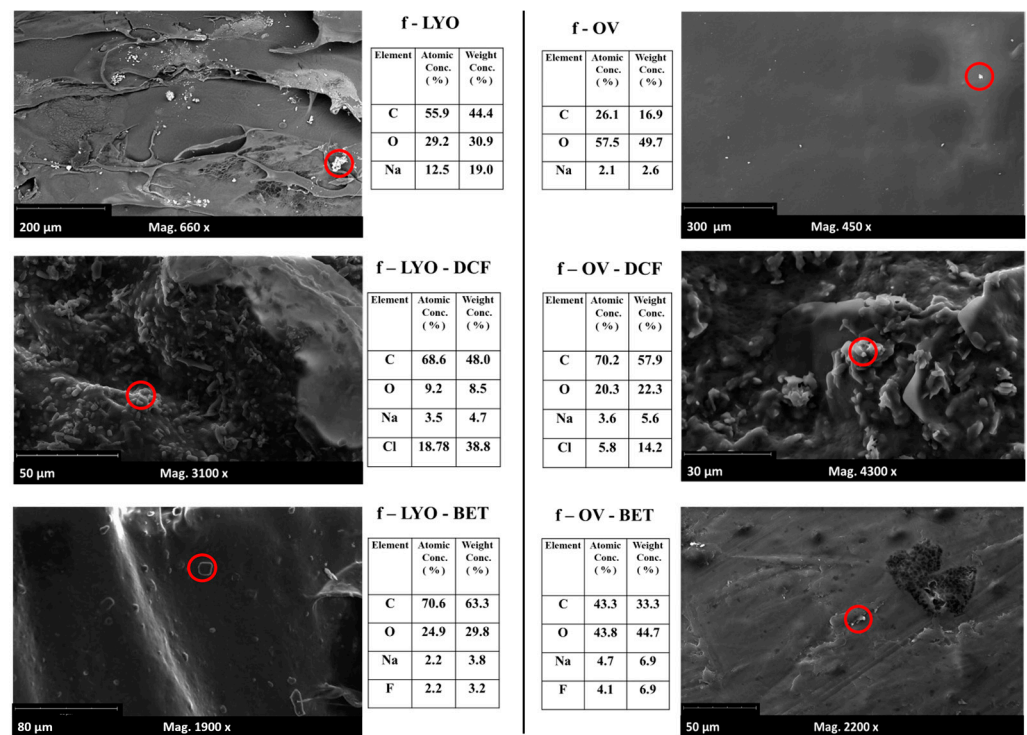 f - LYO
Element Atomic Conc. ( % ) Weight Conc. ( % )
C 55.9 44.4
O 29.2 30.9
Na 12.5 19.0
200 µm Mag. 660 x
f - OV
Element Atomic Conc. ( % ) Weight Conc. ( % )
C 26.1 16.9
O 57.5 49.7
Na 2.1 2.6
300 µm Mag. 450 x
f – LYO - DCF
Element Atomic Conc. ( % ) Weight Conc. ( % )
C 68.6 48.0
O 9.2 8.5
Na 3.5 4.7
Cl 18.78 38.8
50 µm Mag. 3100 x
f – OV - DCF
Element Atomic Conc. ( % ) Weight Conc. ( % )
C 70.2 57.9
O 20.3 22.3
Na 3.6 5.6
Cl 5.8 14.2
30 µm Mag. 4300 x
f – LYO - BET
Element Atomic Conc. ( % ) Weight Conc. ( % )
C 70.6 63.3
O 24.9 29.8
Na 2.2 3.8
F 2.2 3.2
80 µm Mag. 1900 x
f – OV - BET
Element Atomic Conc. ( % ) Weight Conc. ( % )
C 43.3 33.3
O 43.8 44.7
Na 4.7 6.9
F 4.1 6.9
50 µm Mag. 2200 x